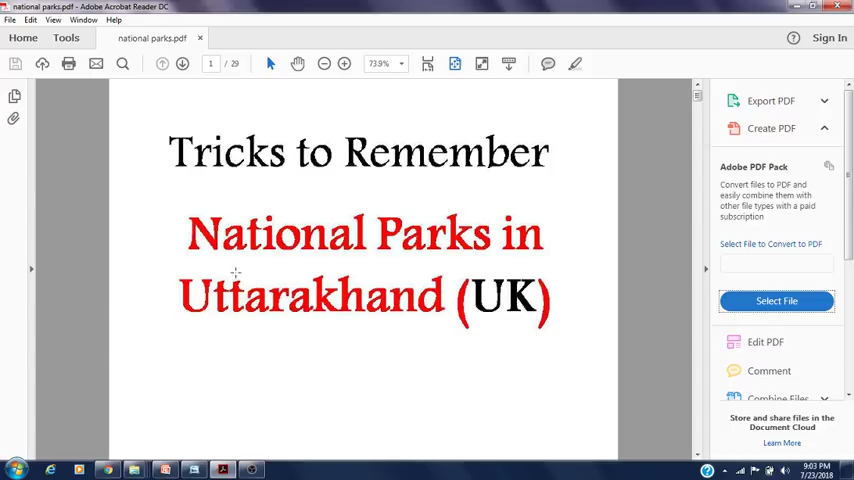 national parks.pdf - Adobe Acrobat Reader DC
File Edit View Window Help
Home Tools national parks.pdf × Sign In
1 / 29 73.9%
Tricks to Remember
National Parks in
Uttarakhand (UK)
Export PDF
Create PDF
Adobe PDF Pack
Convert files to PDF and
easily combine them with
other file types with a paid
subscription
Select File to Convert to PDF
Select File
Edit PDF
Comment
Combine Files
Store and share files in the
Document Cloud
Learn More
9:03 PM
7/23/2018